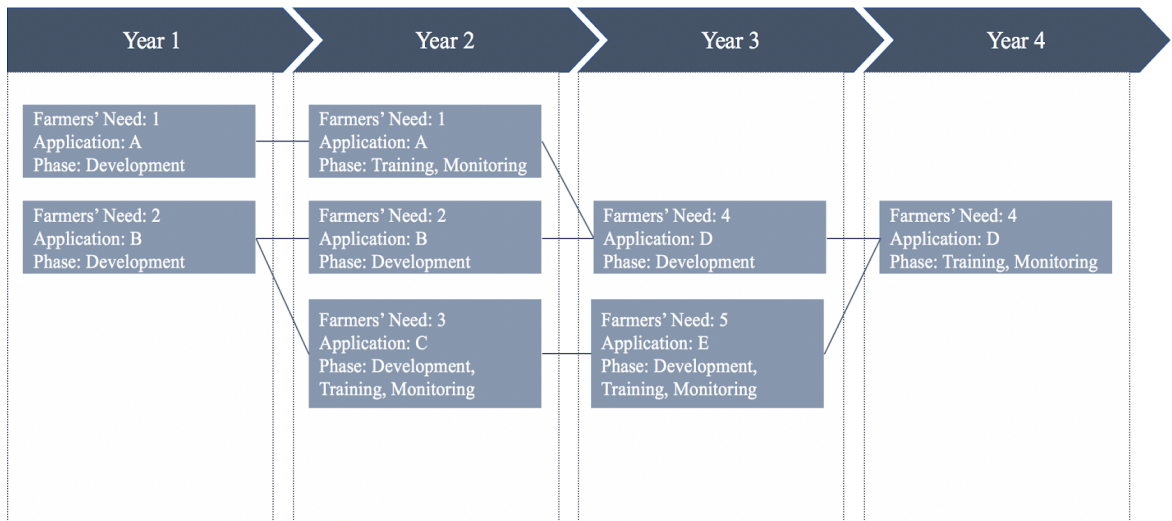 Year 1
Year 2
Year 3
Year 4
Farmers’ Need: 1
Application: A
Phase: Development
Farmers’ Need: 2
Application: B
Phase: Development
Farmers’ Need: 1
Application: A
Phase: Training, Monitoring
Farmers’ Need: 2
Application: B
Phase: Development
Farmers’ Need: 3
Application: C
Phase: Development,
Training, Monitoring
Farmers’ Need: 4
Application: D
Phase: Development
Farmers’ Need: 5
Application: E
Phase: Development,
Training, Monitoring
Farmers’ Need: 4
Application: D
Phase: Training, Monitoring